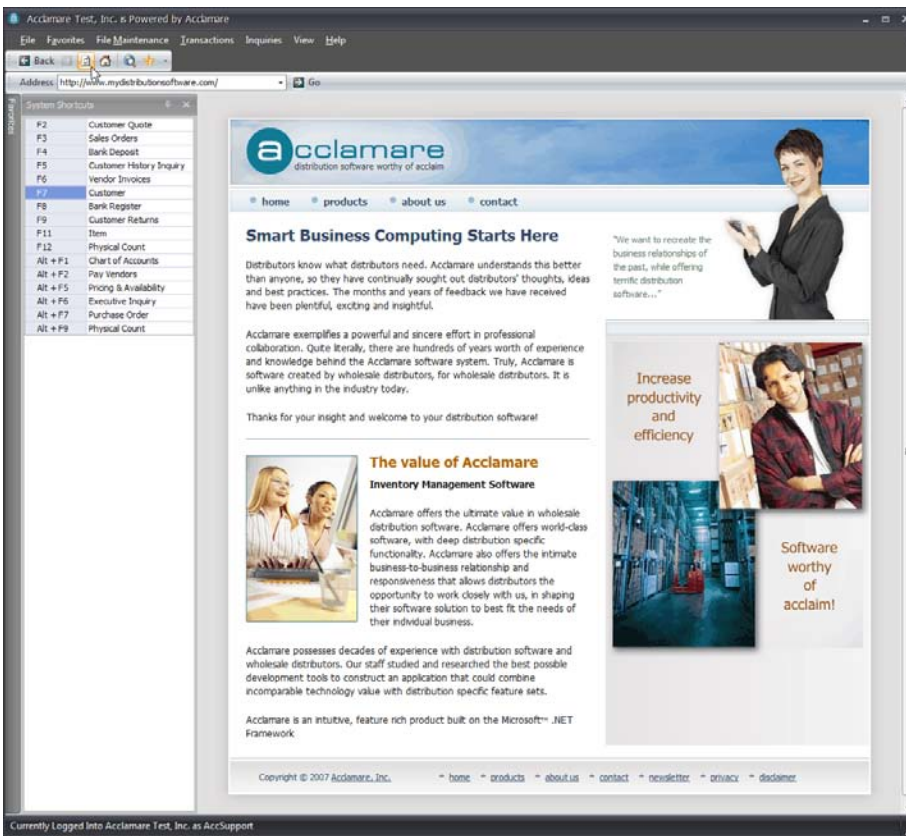 Acclamare Test, Inc. is Powered by Acclamare
File Favorites File Maintenance Transactions Inquiries View Help
Back
Address http://www.mydistributionsoftware.com/ Go
Favorites
System Shortcuts
F2 Customer Quote
F3 Sales Orders
F4 Bank Deposit
F5 Customer History Inquiry
F6 Vendor Invoices
F7 Customer
F8 Bank Register
F9 Customer Returns
F11 Item
F12 Physical Count
Alt + F1 Chart of Accounts
Alt + F2 Pay Vendors
Alt + F5 Pricing & Availability
Alt + F6 Executive Inquiry
Alt + F7 Purchase Order
Alt + F9 Physical Count
acclamare
distribution software worthy of acclaim
home products about us contact
Smart Business Computing Starts Here
Distributors know what distributors need. Acclamare understands this better
than anyone, so they have continually sought out distributors' thoughts, ideas
and best practices. The months and years of feedback we have received
have been plentiful, exciting and insightful.
Acclamare exemplifies a powerful and sincere effort in professional
collaboration. Quite literally, there are hundreds of years worth of experience
and knowledge behind the Acclamare software system. Truly, Acclamare is
software created by wholesale distributors, for wholesale distributors. It is
unlike anything in the industry today.
Thanks for your insight and welcome to your distribution software!
"We want to recreate the
business relationships of
the past, while offering
terrific distribution
software..."
Increase
productivity
and
efficiency
The value of Acclamare
Inventory Management Software
Acclamare offers the ultimate value in wholesale
distribution software. Acclamare offers world-class
software, with deep distribution specific
functionality. Acclamare also offers the intimate
business-to-business relationship and
responsiveness that allows distributors the
opportunity to work closely with us, in shaping
their software solution to best fit the needs of
their individual business.
Software
worthy
of
acclaim!
Acclamare possesses decades of experience with distribution software and
wholesale distributors. Our staff studied and researched the best possible
development tools to construct an application that could combine
incomparable technology value with distribution specific feature sets.
Acclamare is an intuitive, feature rich product built on the Microsoft™ .NET
Framework
Copyright © 2007 Acclamare, Inc. home products about us contact newsletter privacy disclaimer
Currently Logged Into Acclamare Test, Inc. as AccSupport